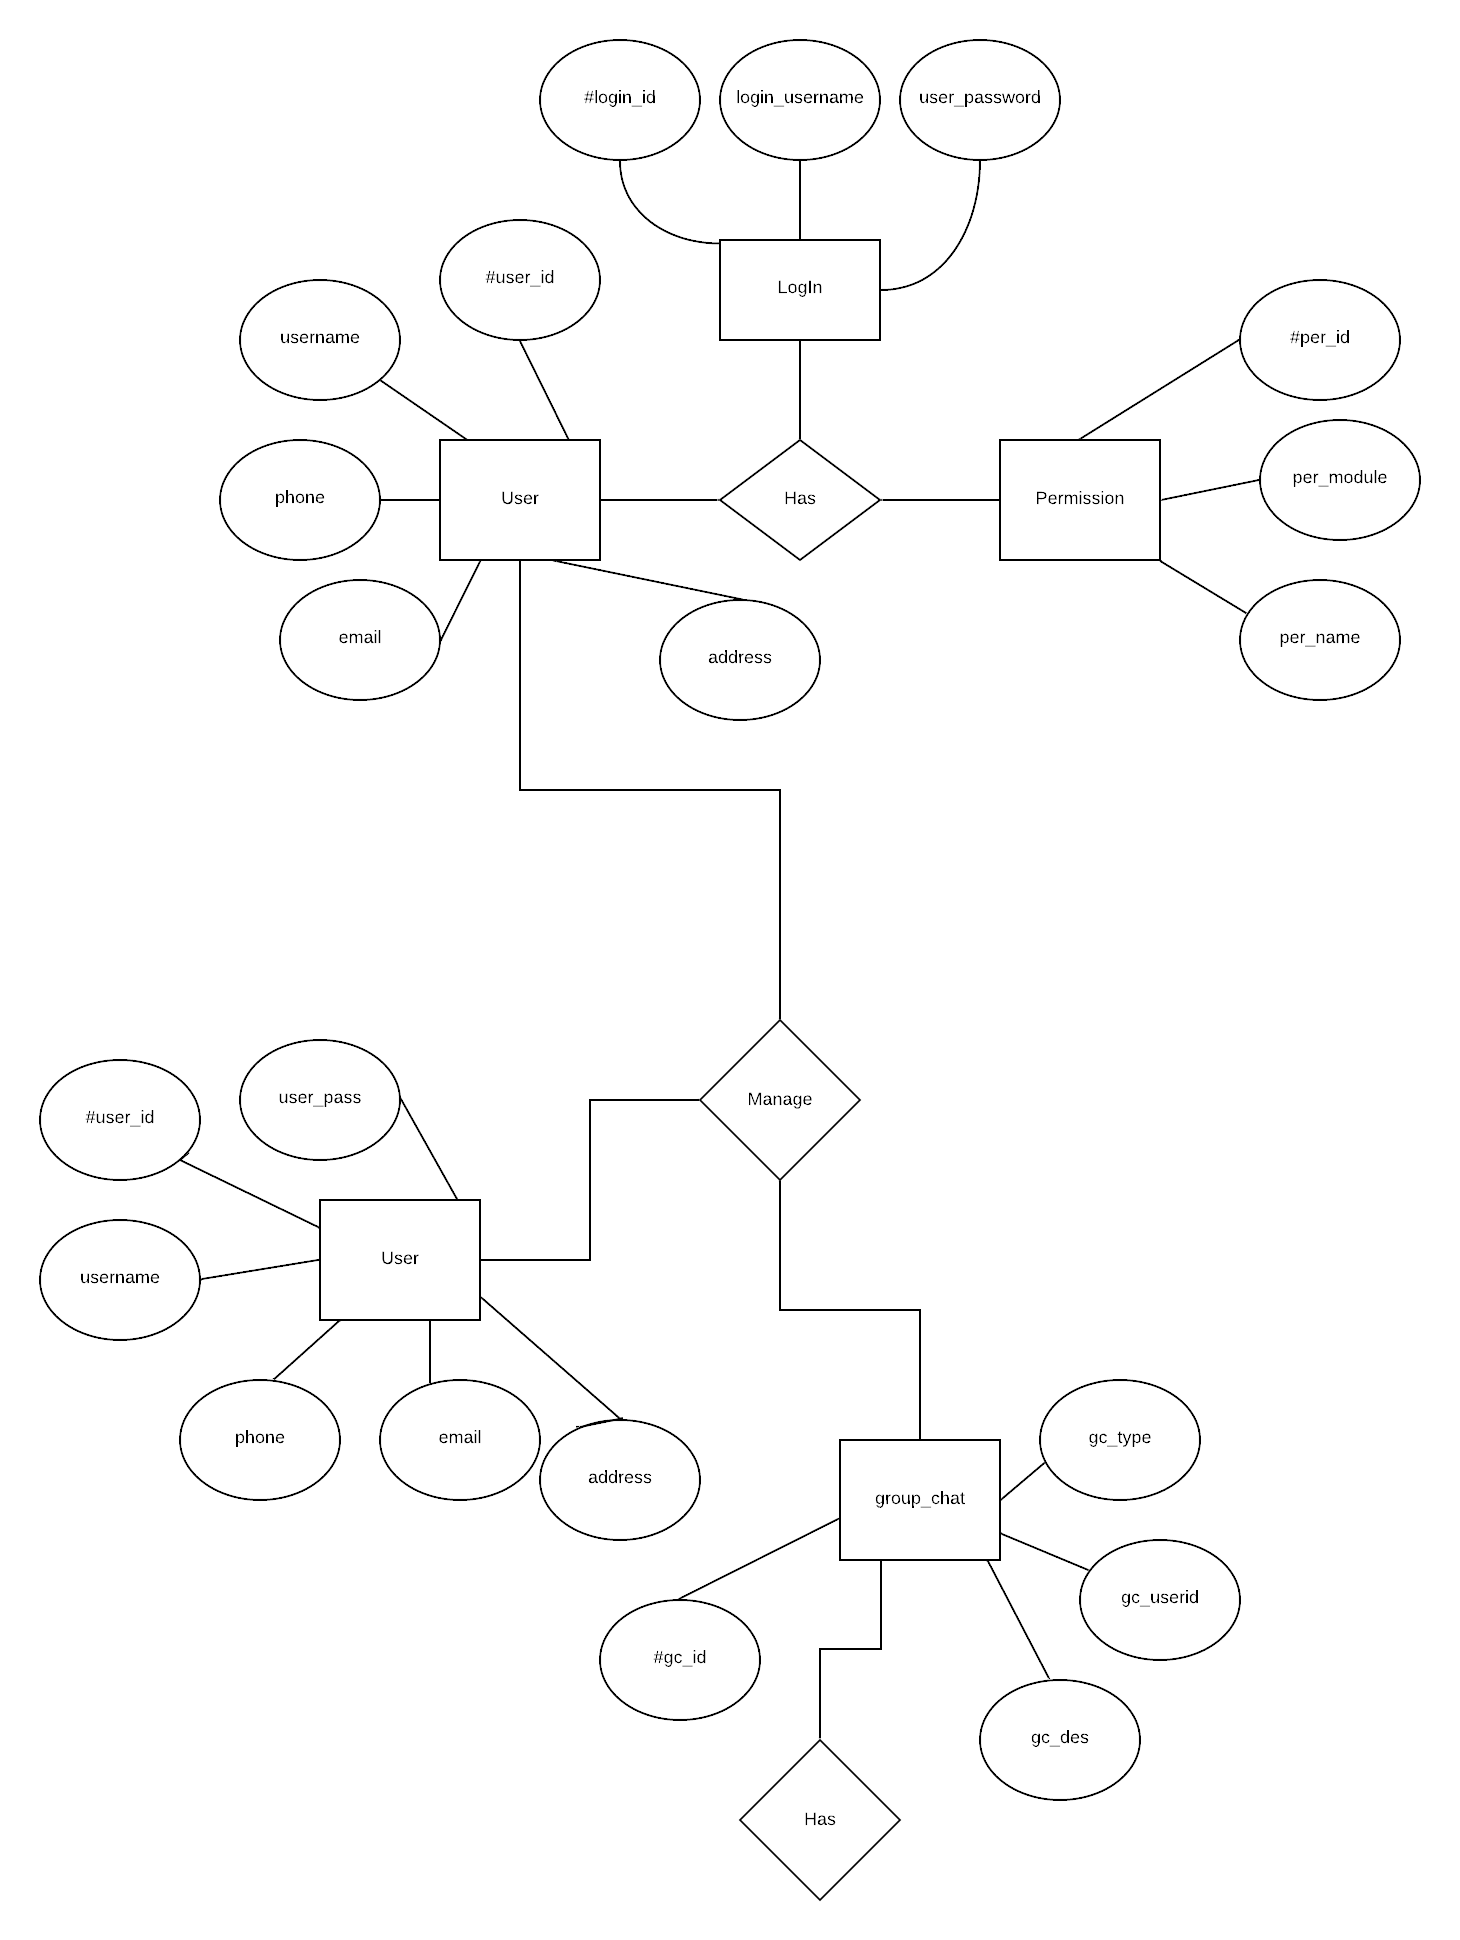 #login_id
login_username
user_password
#user_id
LogIn
username
#per_id
per_module
phone
User
Has
Permission
email
address
per_name
Manage
#user_id
user_pass
User
username
phone
email
address
gc_type
group_chat
gc_userid
#gc_id
gc_des
Has